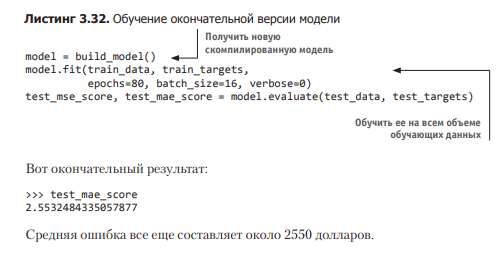 Листинг 3.32. Обучение окончательной версии модели
Получить новую
скомпилированную модель
model = build_model()
model.fit(train_data, train_targets,
epochs=80, batch_size=16, verbose=0)
test_mse_score, test_mae_score = model.evaluate(test_data, test_targets)
Обучить ее на всем объеме
обучающих данных
Вот окончательный результат:
>>> test_mae_score
2.5532484335057877
Средняя ошибка все еще составляет около 2550 долларов.